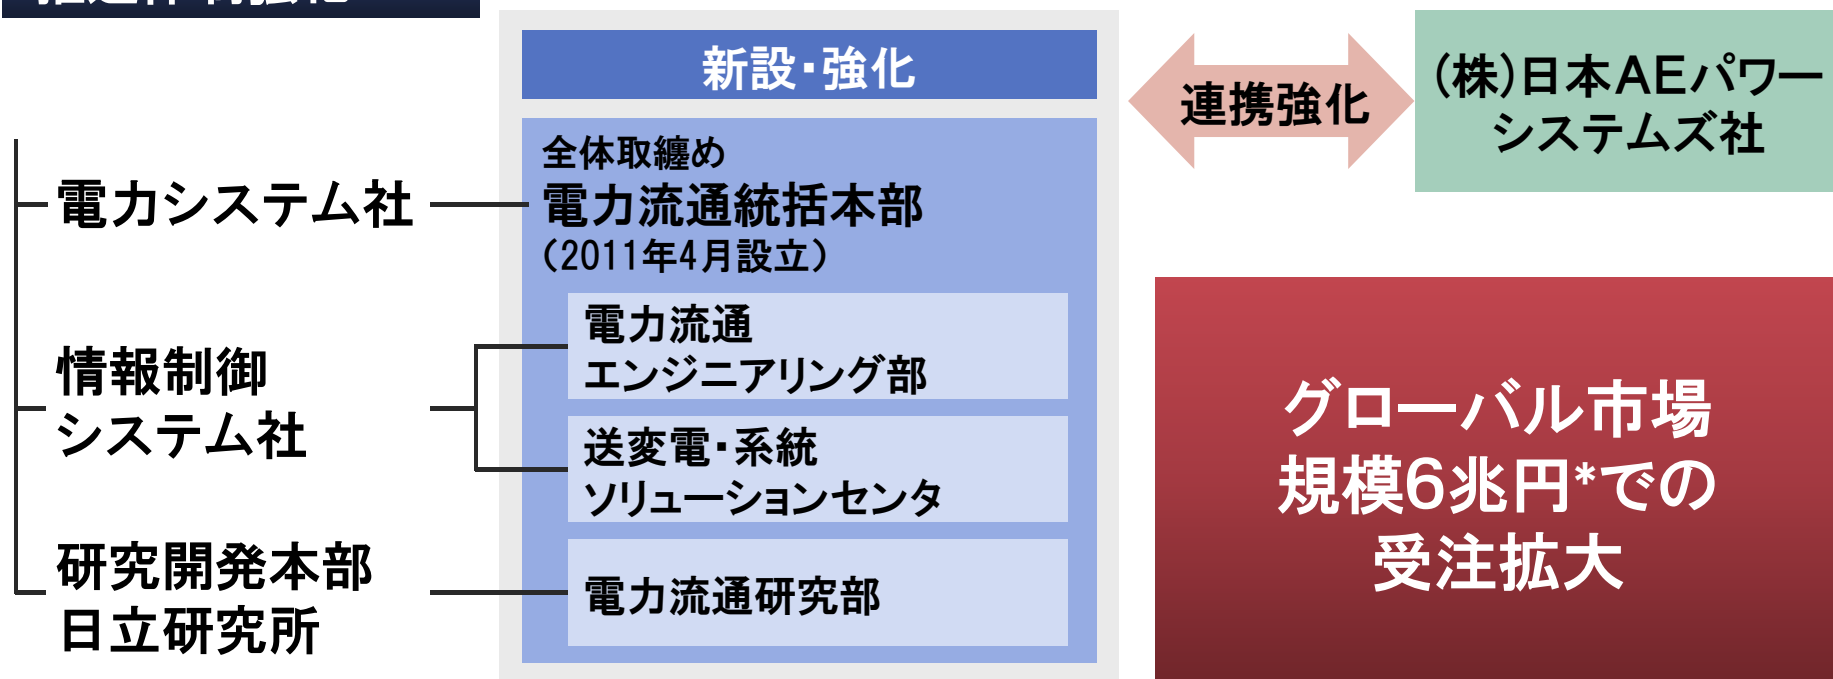 新設・強化
全体取纏め
電力流通統括本部
（2011年4月設立）
電力流通
エンジニアリング部
送変電・系統
ソリューションセンタ
電力流通研究部
電力システム社
情報制御
システム社
研究開発本部
日立研究所
連携強化
(株)日本AEパワー
システムズ社
グローバル市場
規模6兆円*での
受注拡大